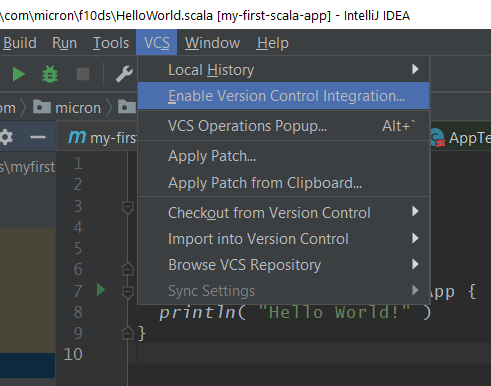 \com\micron\f10ds\HelloWorld.scala [my-first-scala-app] - IntelliJ IDEA
Build Run Tools VCS Window Help
Local History
om micron
Enable Version Control Integration...
VCS Operations Popup... Alt+`
m my-firs AppTe
s\myfirst
Apply Patch...
Apply Patch from Clipboard...
Checkout from Version Control
Import into Version Control
Browse VCS Repository
Sync Settings
1
2
3
4
5
6
7 App {
8 println( "Hello World!" )
9 }
10